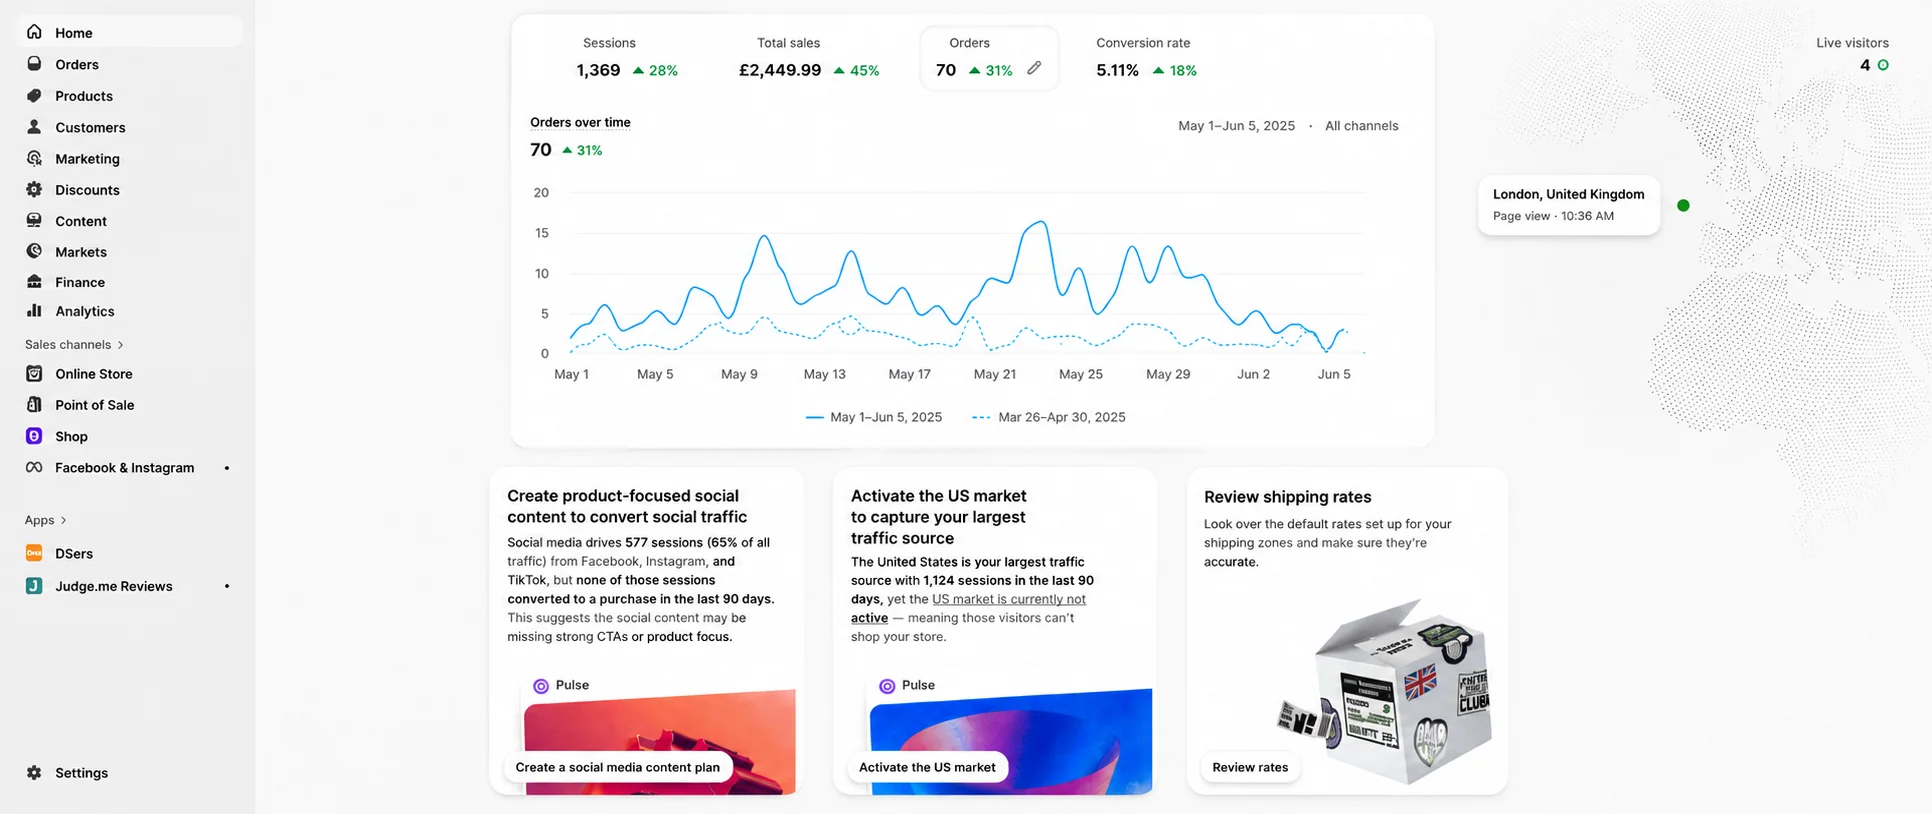 Home
Orders
Products
Customers
Marketing
Discounts
Content
Markets
Finance
Analytics
Sales channels
Online Store
Point of Sale
Shop
Facebook & Instagram
Apps
DSers
J
Judge.me Reviews
Settings
Sessions
1,369 28%
Total sales
£2,449.99 45%
Orders
70 31%
Conversion rate
5.11% 18%
Orders over time
70 31%
May 1–Jun 5, 2025 · All channels
20
15
10
5
0
May 1 May 5 May 9 May 13 May 17 May 21 May 25 May 29 Jun 2 Jun 5
May 1–Jun 5, 2025 Mar 26–Apr 30, 2025
Live visitors
4
London, United Kingdom
Page view · 10:36 AM
Create product-focused social
content to convert social traffic
Social media drives 577 sessions (65% of all
traffic) from Facebook, Instagram, and
TikTok, but none of those sessions
converted to a purchase in the last 90 days.
This suggests the social content may be
missing strong CTAs or product focus.
Pulse
Create a social media content plan
Activate the US market
to capture your largest
traffic source
The United States is your largest traffic
source with 1,124 sessions in the last 90
days, yet the US market is currently not
active — meaning those visitors can't
shop your store.
Pulse
Activate the US market
Review shipping rates
Look over the default rates set up for your
shipping zones and make sure they're
accurate.
CLUB
Review rates